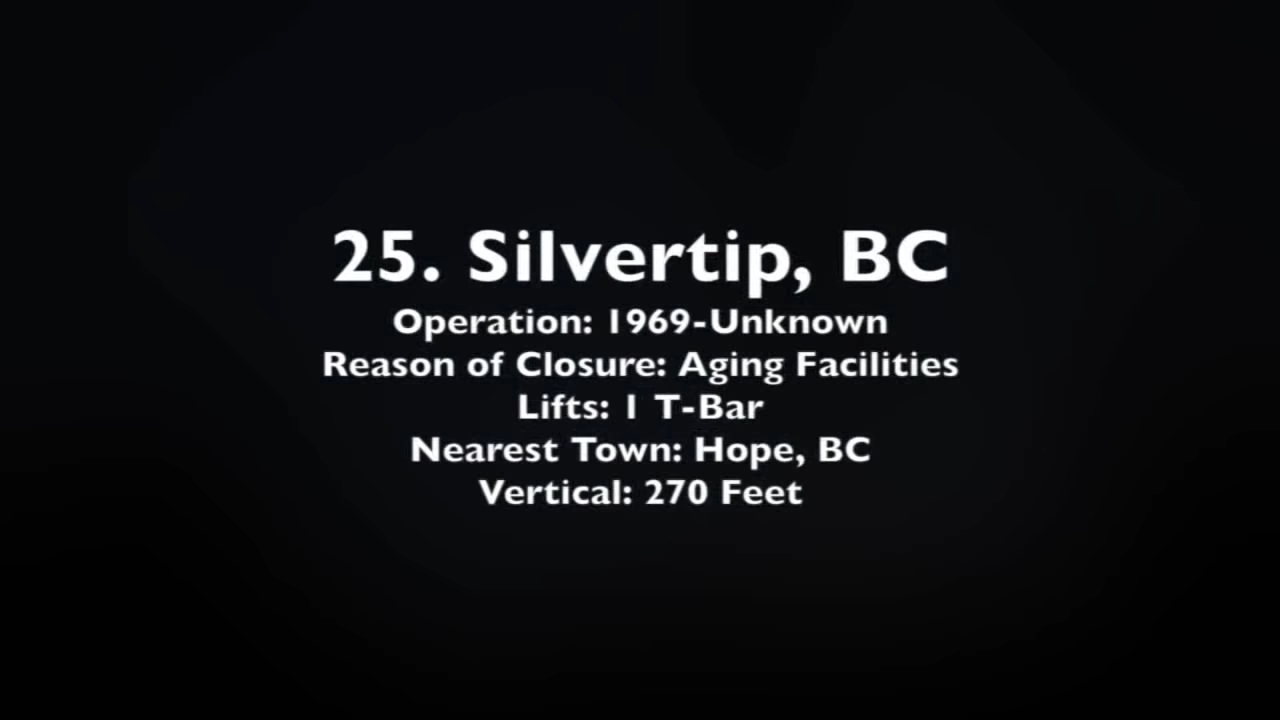 25. Silvertip, BC
Operation: 1969-Unknown
Reason of Closure: Aging Facilities
Lifts: 1 T-Bar
Nearest Town: Hope, BC
Vertical: 270 Feet